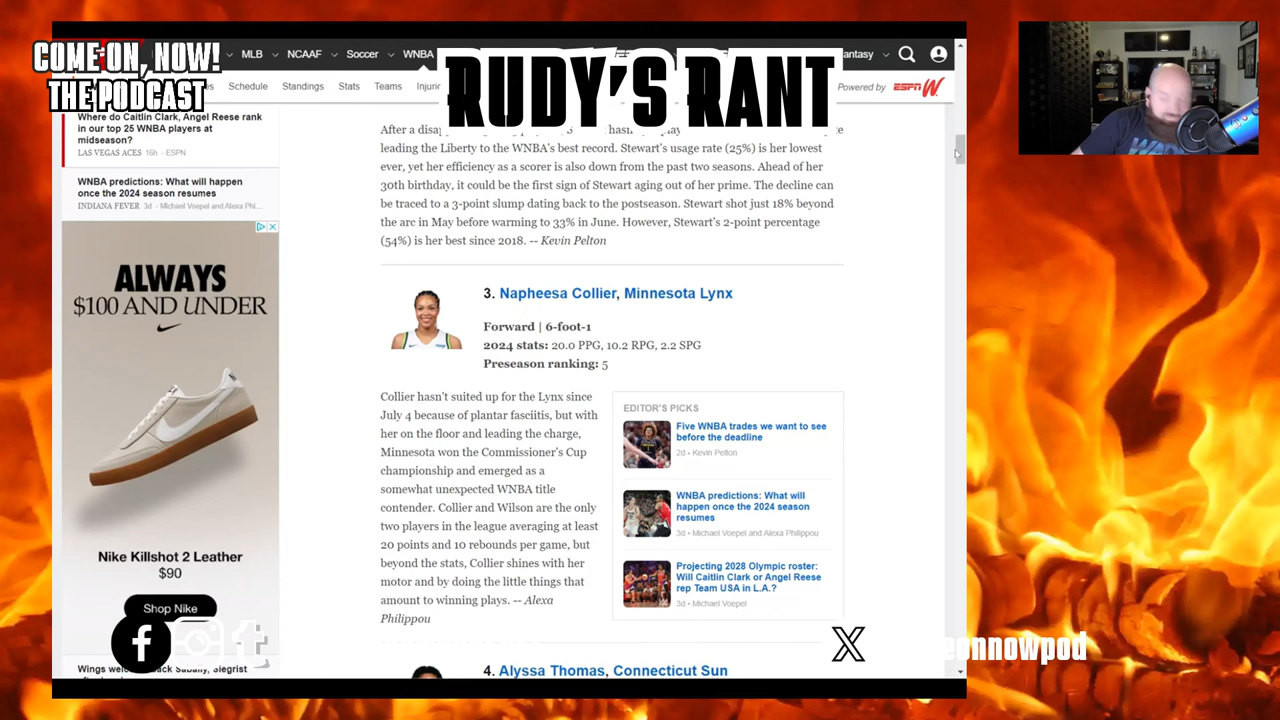 COME ON, NOW!
THE PODCAST
RUDY'S RANT
MLB
NCAAF
Soccer
WNBA
Schedule
Standings
Stats
Teams
Powered by
ESPN W
Where do Caitlin Clark, Angel Reese rank
in our top 25 WNBA players at
midseason?
LAS VEGAS ACES 16h - ESPN
WNBA predictions: What will happen
once the 2024 season resumes
INDIANA FEVER 3d - Michael Voepel and Alexa Phi...
ALWAYS
$100 AND UNDER
Nike Killshot 2 Leather
$90
Shop Nike
After a
leading the Liberty to the WNBA's best record. Stewart's usage rate (25%) is her lowest
ever, yet her efficiency as a scorer is also down from the past two seasons. Ahead of her
30th birthday, it could be the first sign of Stewart aging out of her prime. The decline can
be traced to a 3-point slump dating back to the postseason. Stewart shot just 18% beyond
the arc in May before warming to 33% in June. However, Stewart's 2-point percentage
(54%) is her best since 2018. -- Kevin Pelton
3. Napheesa Collier, Minnesota Lynx
Forward | 6-foot-1
2024 stats: 20.0 PPG, 10.2 RPG, 2.2 SPG
Preseason ranking: 5
Collier hasn't suited up for the Lynx since
July 4 because of plantar fasciitis, but with
her on the floor and leading the charge,
Minnesota won the Commissioner's Cup
championship and emerged as a
somewhat unexpected WNBA title
contender. Collier and Wilson are the only
two players in the league averaging at least
20 points and 10 rebounds per game, but
beyond the stats, Collier shines with her
motor and by doing the little things that
amount to winning plays. -- Alexa
Philippou
EDITOR'S PICKS
Five WNBA trades we want to see
before the deadline
2d • Kevin Pelton
WNBA predictions: What will
happen once the 2024 season
resumes
3d • Michael Voepel and Alexa Philippou
Projecting 2028 Olympic roster:
Will Caitlin Clark or Angel Reese
rep Team USA in L.A.?
3d • Michael Voepel
4. Alyssa Thomas, Connecticut Sun